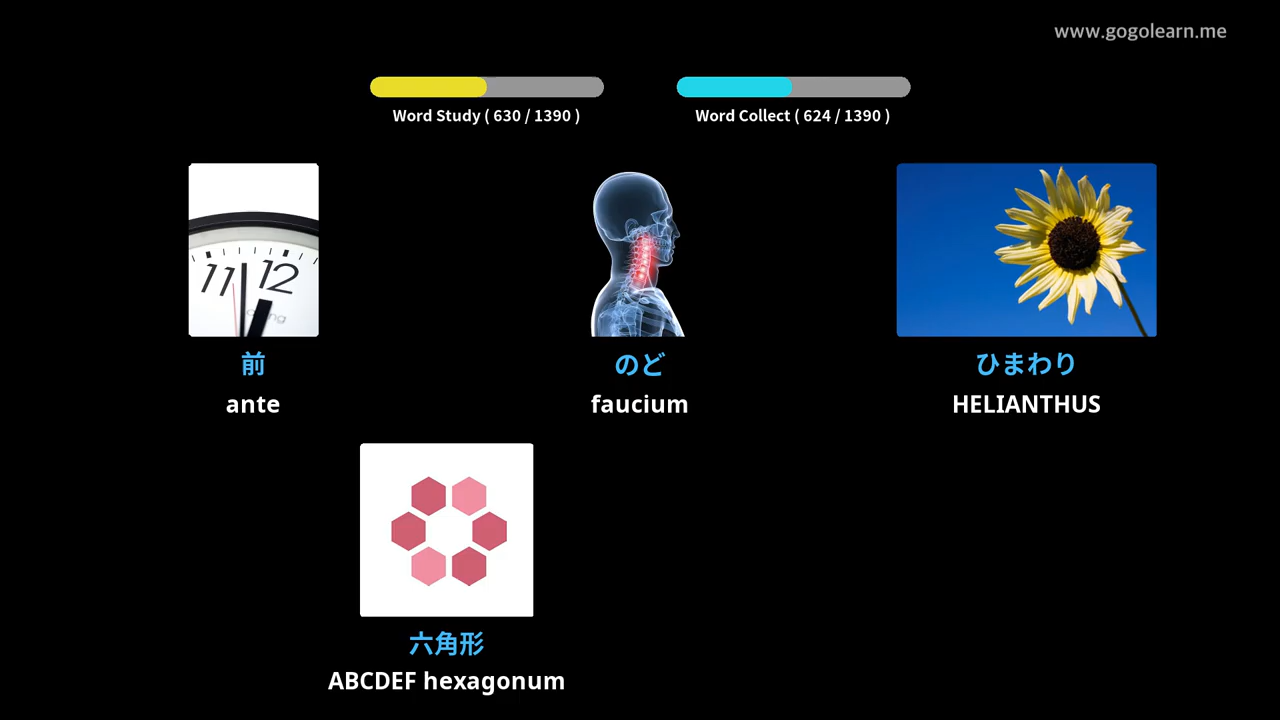 www.gogolearn.me
Word Study ( 630 / 1390 )
Word Collect ( 624 / 1390 )
11 12
前
ante
のど
faucium
ひまわり
HELIANTHUS
六角形
ABCDEF hexagonum